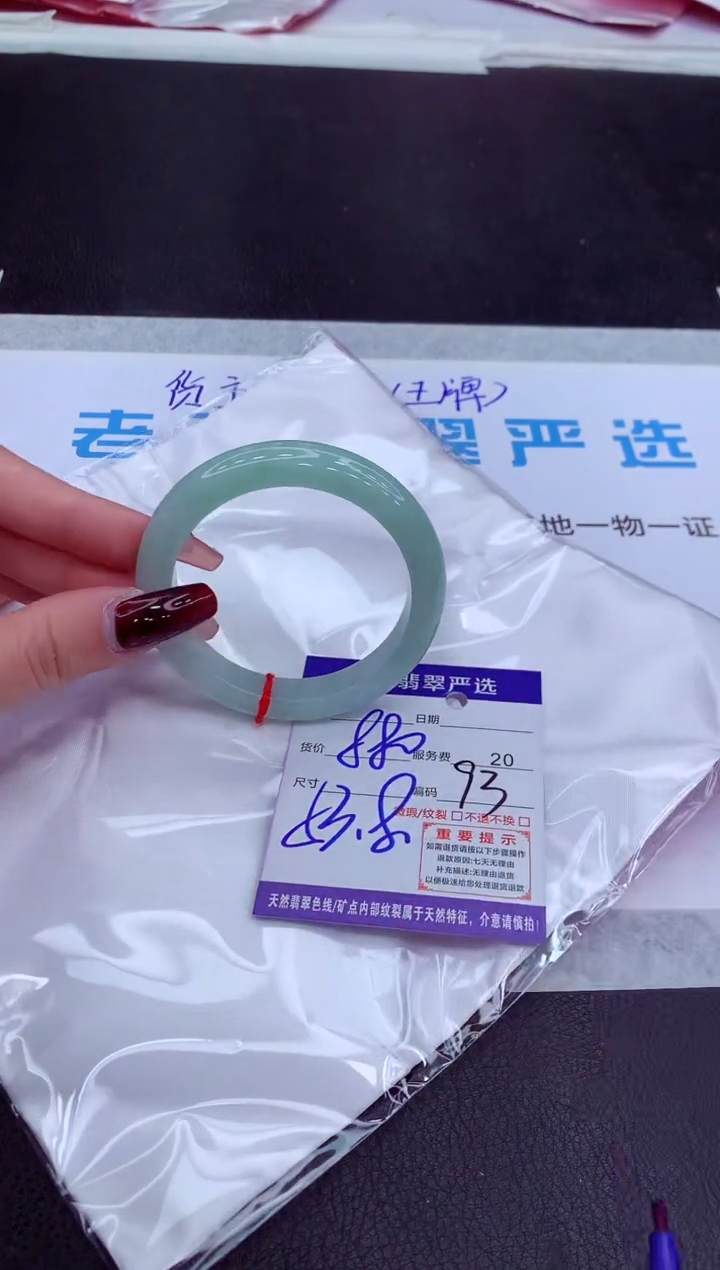 货主 （王牌）
老 翠严选
地一物一证
翡翠严选
日期
货价 服务费 20
尺寸 编码 93
微瑕/纹裂 □不退不换 □
重要提示
如需退货请按以下步骤操作
退款原因:七天无理由
补充描述:无理由退货
以便极速给您处理退货退款
天然翡翠色线/矿点内部纹裂属于天然特征，介意请慎拍!